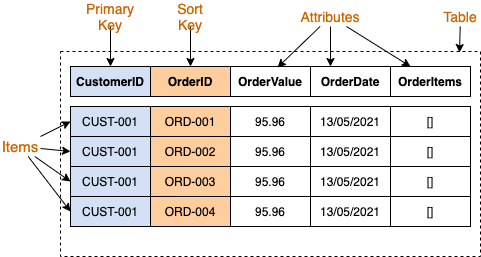 Primary Key
Sort Key
Attributes
Table
CustomerID OrderID OrderValue OrderDate OrderItems
CUST-001 ORD-001 95.96 13/05/2021 []
CUST-001 ORD-002 95.96 13/05/2021 []
Items
CUST-001 ORD-003 95.96 13/05/2021 []
CUST-001 ORD-004 95.96 13/05/2021 []